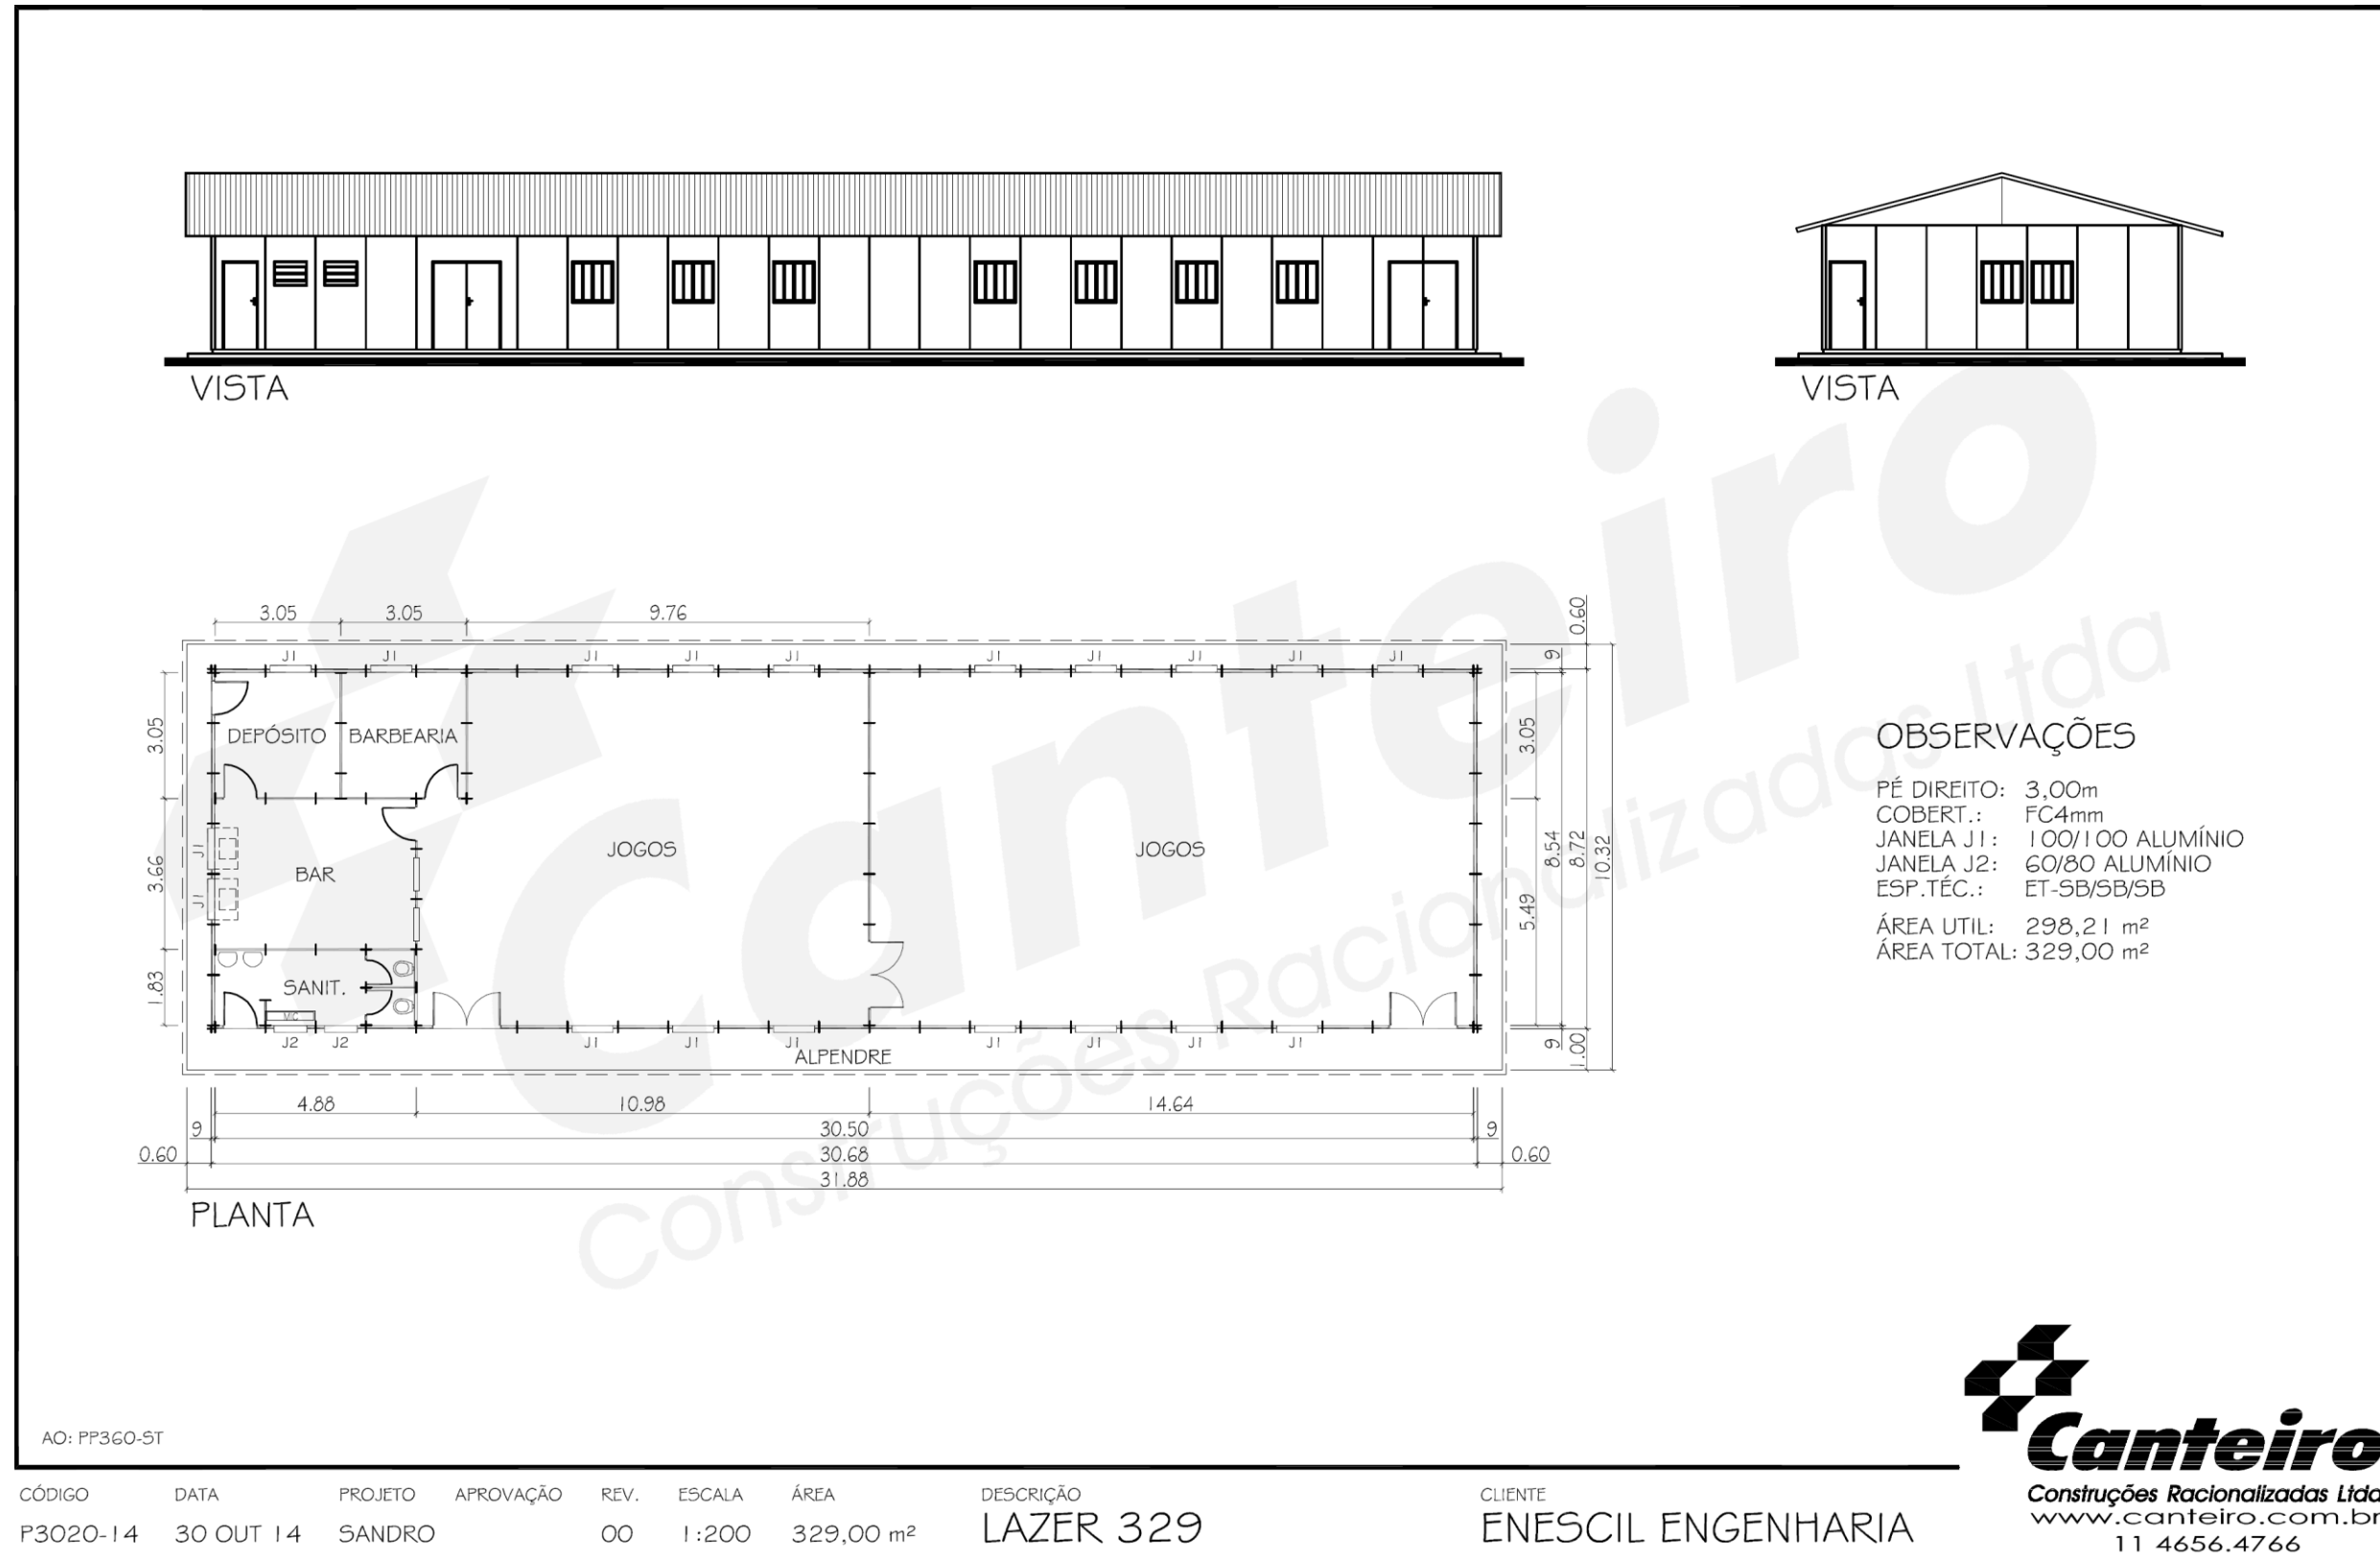 VISTA
VISTA
3.05 3.05 9.76
0.60
J1 J1 J1 J1 J1 J1 J1 J1 J1 J1
9
3.05
DEPÓSITO BARBEARIA
3.05
3.66
J1
J1
BAR
JOGOS
JOGOS
5.49
8.54
8.72
10.32
1.83
SANIT.
VC
J2 J2 J1 J1 J1 J1 J1 J1 J1
ALPENDRE
9
1.00
4.88 10.98 14.64
9 30.50 9
0.60 30.68 0.60
31.88
PLANTA
OBSERVAÇÕES
PÉ DIREITO: 3,00m
COBERT.: FC4mm
JANELA J1: 100/100 ALUMÍNIO
JANELA J2: 60/80 ALUMÍNIO
ESP.TÉC.: ET-SB/SB/SB
ÁREA UTIL: 298,21 m²
ÁREA TOTAL: 329,00 m²
Canteiro
Construções Racionalizadas Ltda
AO: PP360-ST
Canteiro
Construções Racionalizadas Ltda
www.canteiro.com.br
11 4656.4766
CÓDIGO DATA PROJETO APROVAÇÃO REV. ESCALA ÁREA DESCRIÇÃO CLIENTE
P3020-14 30 OUT 14 SANDRO 00 1:200 329,00 m² LAZER 329 ENESCIL ENGENHARIA